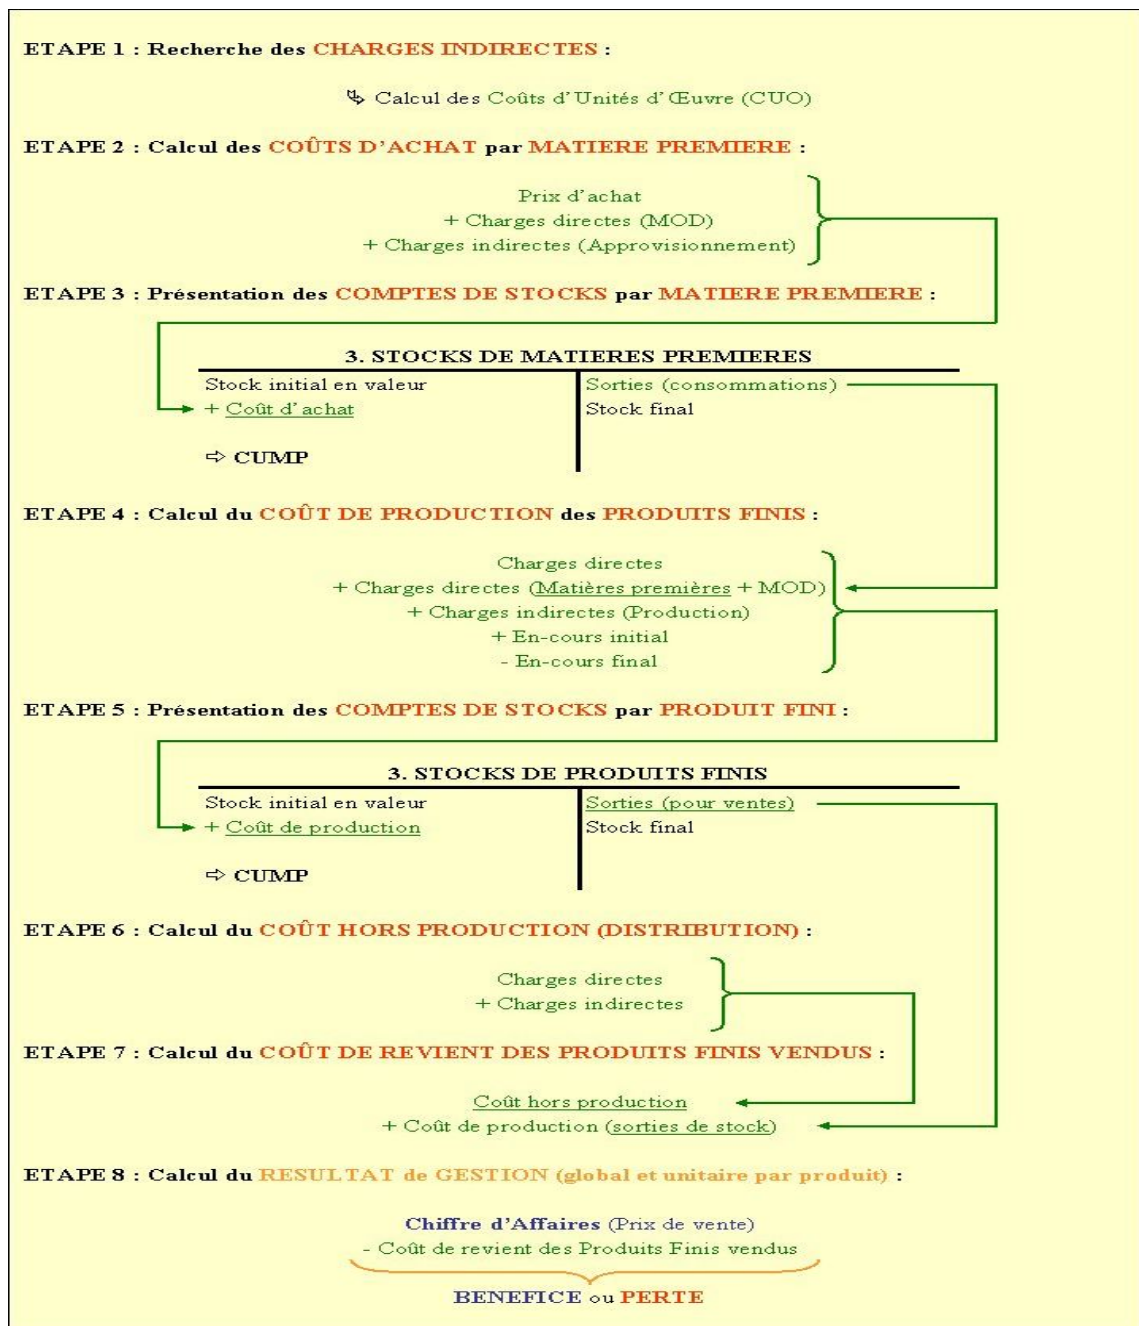 ETAPE 1 : Recherche des CHARGES INDIRECTES :
Calcul des Coûts d'Unités d'Œuvre (CUO)
ETAPE 2 : Calcul des COÛTS D'ACHAT par MATIERE PREMIERE :
Prix d'achat
+ Charges directes (MOD)
+ Charges indirectes (Approvisionnement)
ETAPE 3 : Présentation des COMPTES DE STOCKS par MATIERE PREMIERE :
3. STOCKS DE MATIERES PREMIERES
Stock initial en valeur
+ Coût d'achat
⇨ CUMP
Sorties (consommations)
Stock final
ETAPE 4 : Calcul du COÛT DE PRODUCTION des PRODUITS FINIS :
Charges directes
+ Charges directes (Matières premières + MOD)
+ Charges indirectes (Production)
+ En-cours initial
- En-cours final
ETAPE 5 : Présentation des COMPTES DE STOCKS par PRODUIT FINI :
3. STOCKS DE PRODUITS FINIS
Stock initial en valeur
+ Coût de production
⇨ CUMP
Sorties (pour ventes)
Stock final
ETAPE 6 : Calcul du COÛT HORS PRODUCTION (DISTRIBUTION) :
Charges directes
+ Charges indirectes
ETAPE 7 : Calcul du COÛT DE REVIENT DES PRODUITS FINIS VENDUS :
Coût hors production
+ Coût de production (sorties de stock)
ETAPE 8 : Calcul du RESULTAT de GESTION (global et unitaire par produit) :
Chiffre d'Affaires (Prix de vente)
- Coût de revient des Produits Finis vendus
BENEFICE ou PERTE